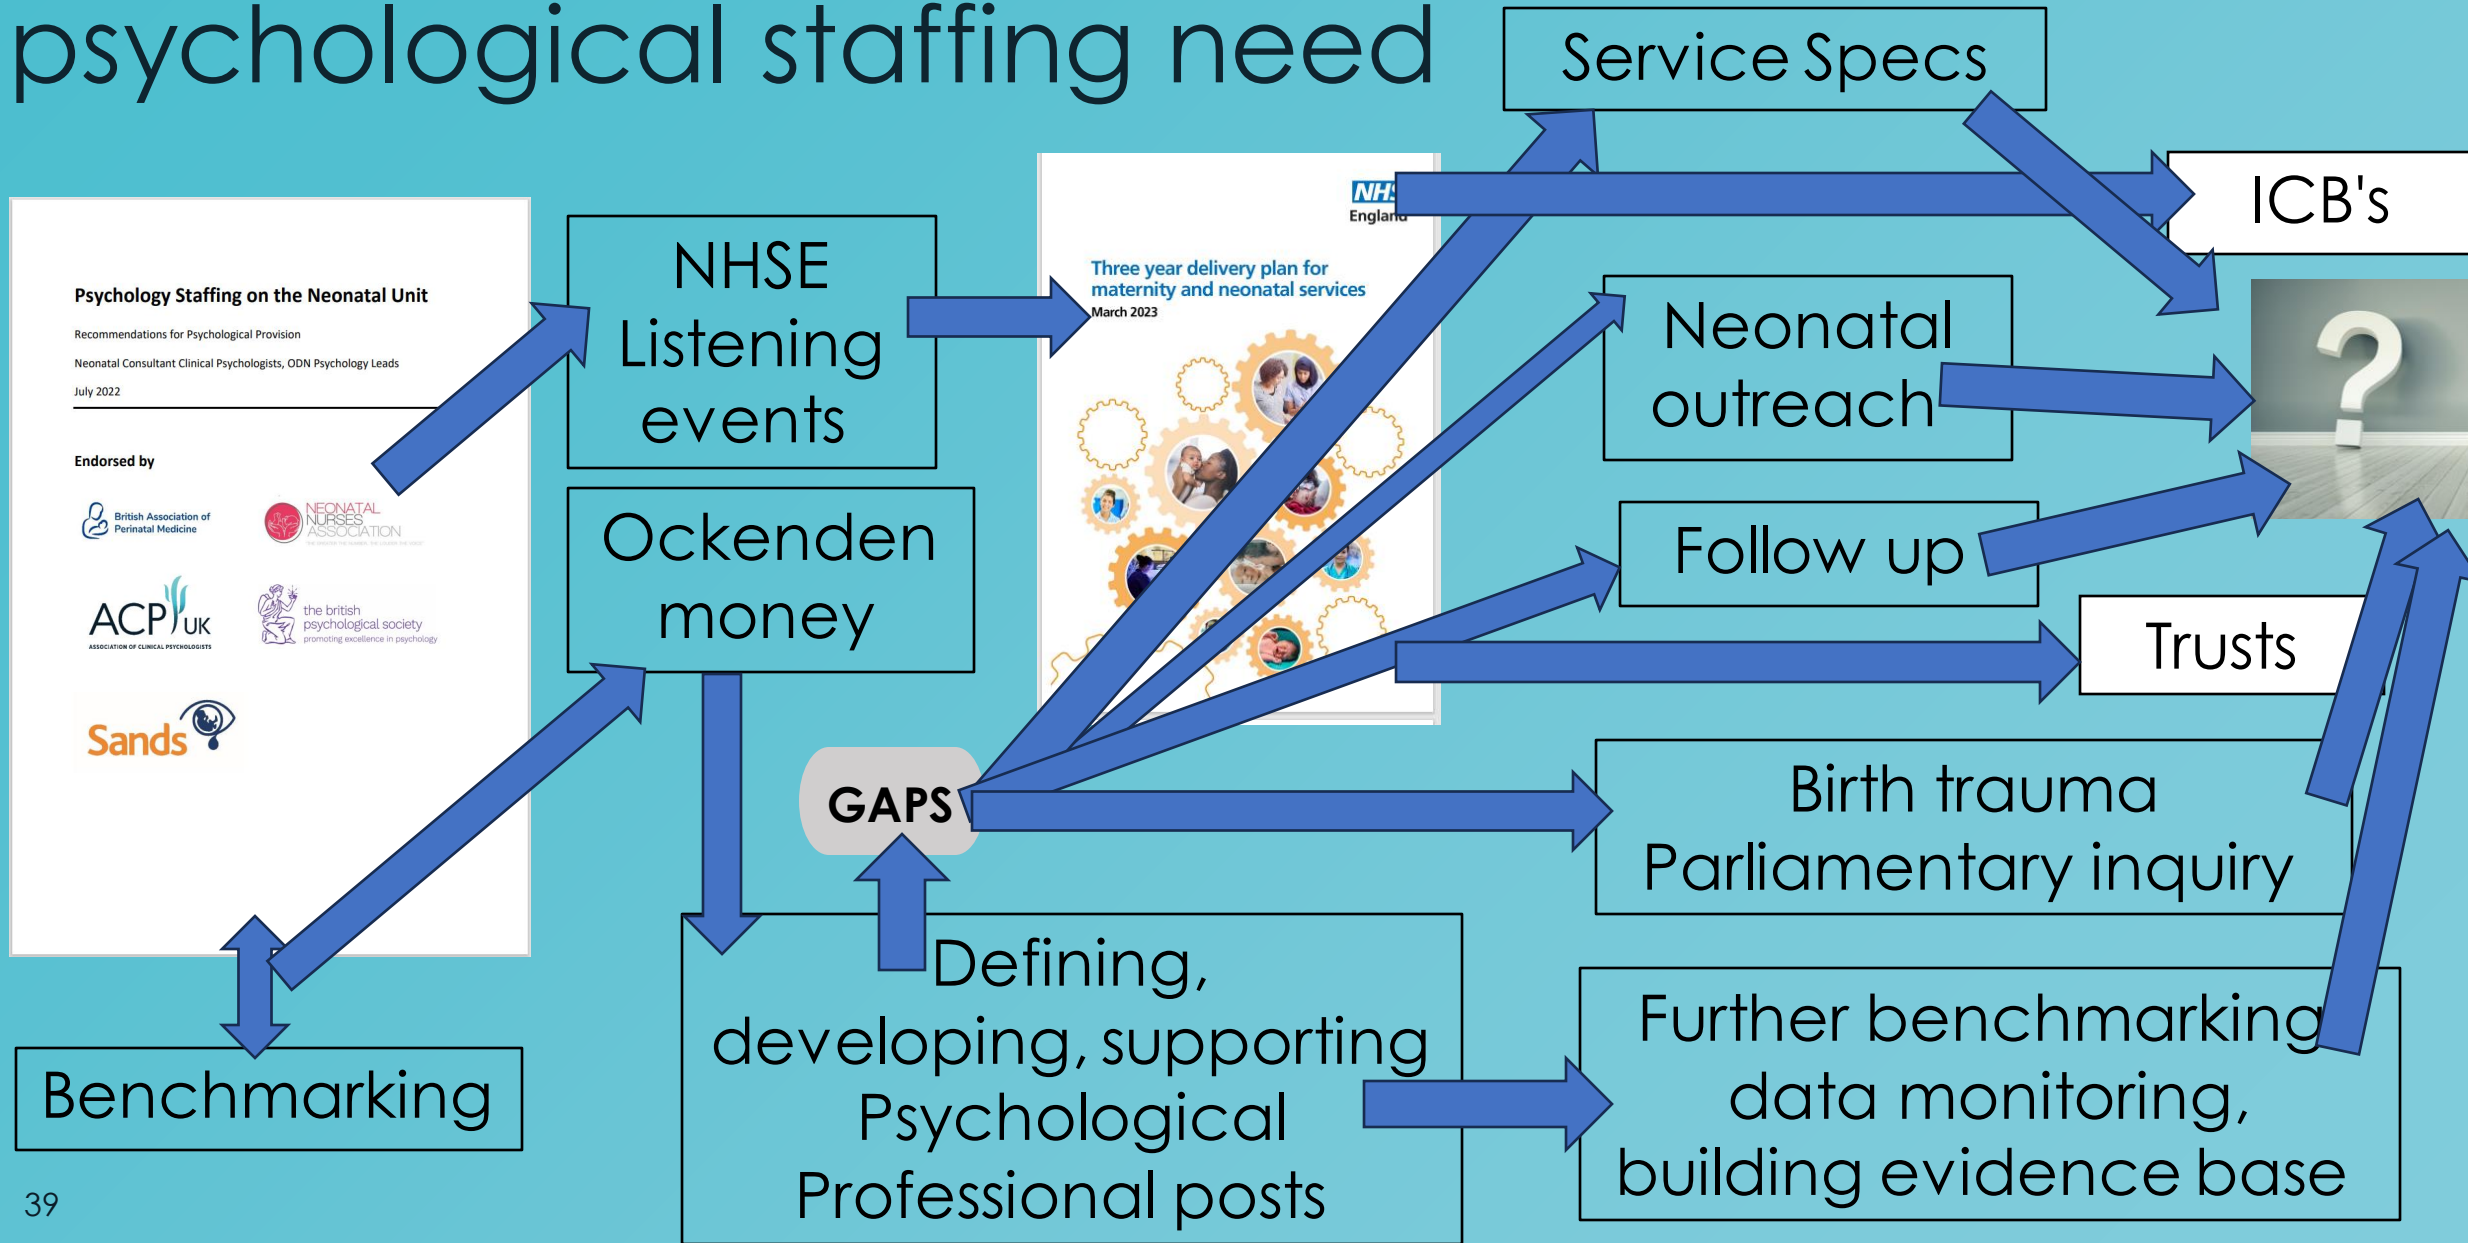 psychological staffing need
Service Specs
ICB's
Psychology Staffing on the Neonatal Unit
Recommendations for Psychological Provision
Neonatal Consultant Clinical Psychologists, ODN Psychology Leads
July 2022
Endorsed by
British Association of
Perinatal Medicine
NEONATAL
NURSES
ASSOCIATION
ACP UK
ASSOCIATION OF CLINICAL PSYCHOLOGISTS
the british
psychological society
promoting excellence in psychology
Sands
NHSE
Listening
events
Ockenden
money
NHS
England
Three year delivery plan for
maternity and neonatal services
March 2023
Neonatal
outreach
Follow up
Trusts
GAPS
Birth trauma
Parliamentary inquiry
Benchmarking
Defining,
developing, supporting
Psychological
Professional posts
Further benchmarking
data monitoring,
building evidence base
39